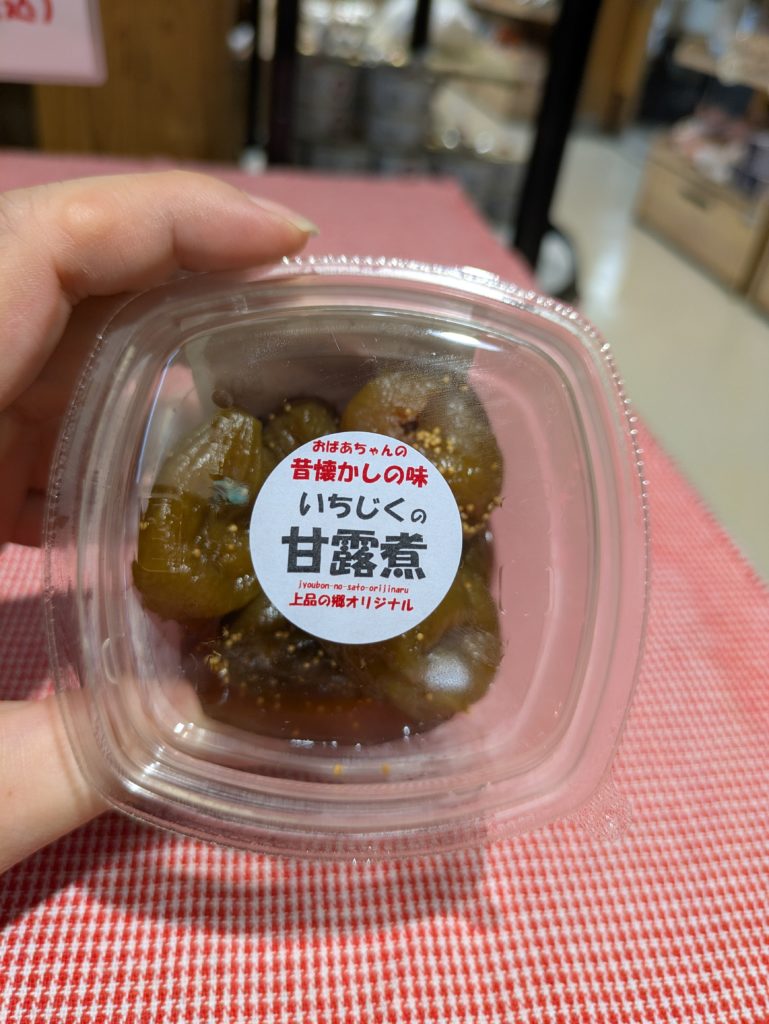 おばあちゃんの
昔懐かしの味
いちじくの
甘露煮
jyoubon-no-sato-orijinaru
上品の郷オリジナル